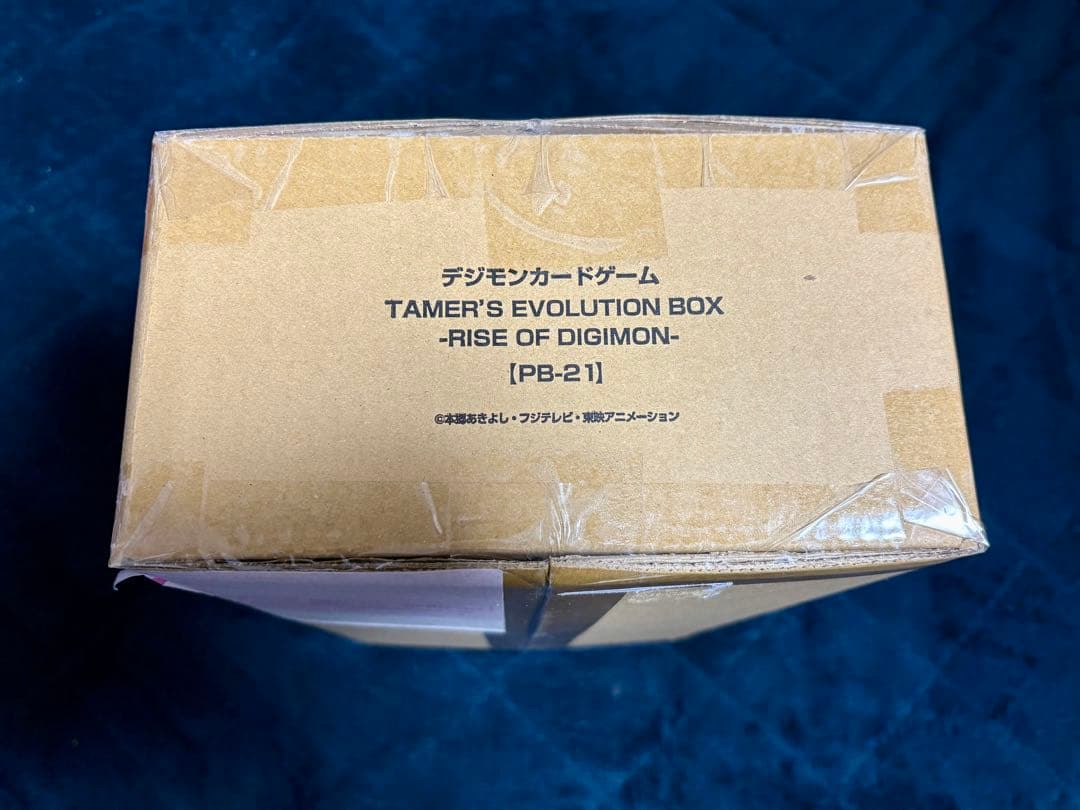 デジモンカードゲーム
TAMER'S EVOLUTION BOX
-RISE OF DIGIMON-
【PB-21】
©本郷あきよし・フジテレビ・東映アニメーション